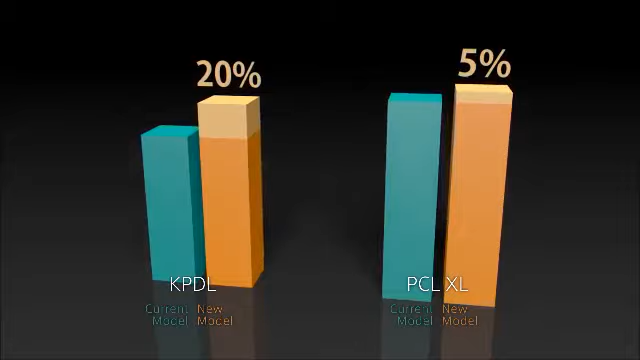 20%
5%
KPDL
PCL XL
Current New
Model Model
Current New
Model Model